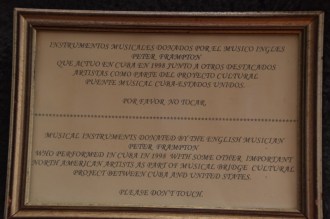 INSTRUMENTOS MUSICALES DONADOS POR EL MUSICO INGLES
PETER FRAMPTON
QUE ACTUO EN CUBA EN 1998 JUNTO A OTROS DESTACADOS
ARTISTAS COMO PARTE DEL PROYECTO CULTURAL
PUENTE MUSICAL CUBA-ESTADOS UNIDOS.
POR FAVOR NO TOCAR.
MUSICAL INSTRUMENTS DONATED BY THE ENGLISH MUSICIAN
PETER FRAMPTON
WHO PERFORMED IN CUBA IN 1998 WITH SOME OTHER IMPORTANT
NORTH AMERICAN ARTISTS AS PART OF MUSICAL BRIDGE CULTURAL
PROJECT BETWEEN CUBA AND UNITED STATES.
PLEASE DON'T TOUCH.